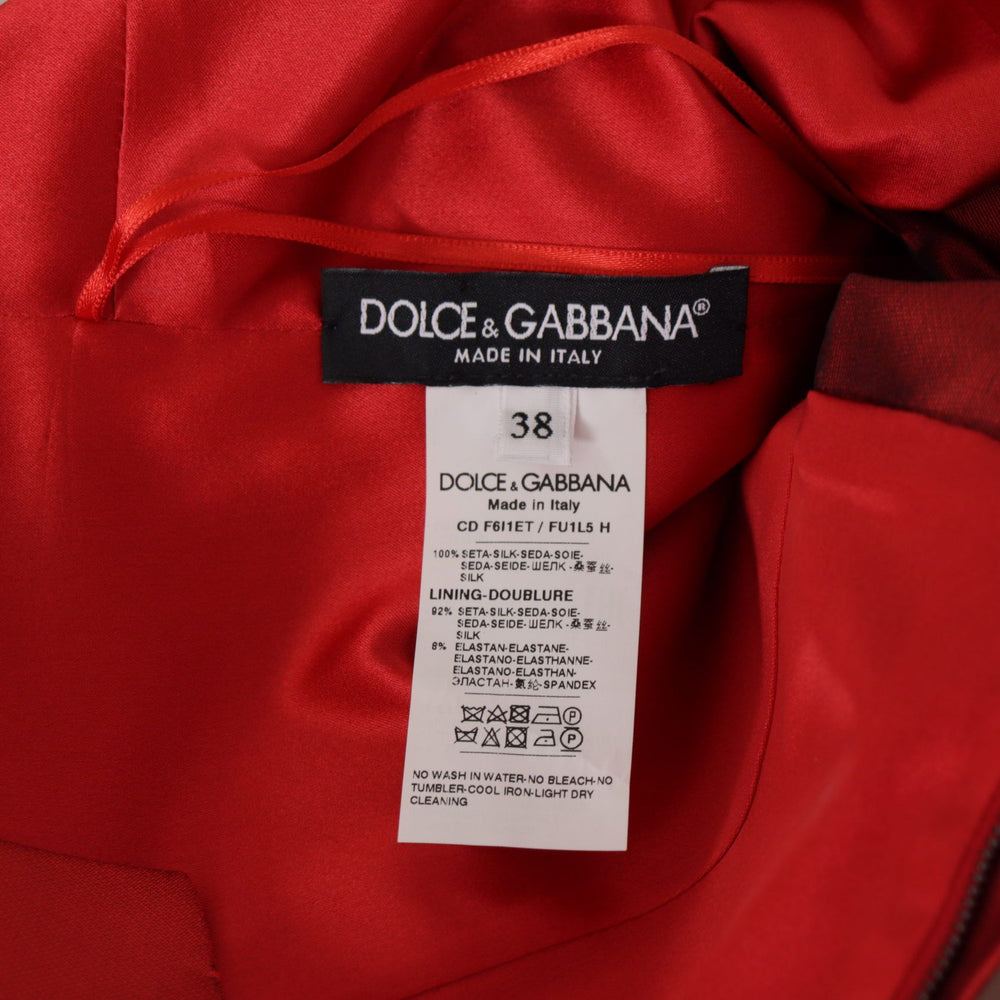 DOLCE & GABBANA®
MADE IN ITALY
38
DOLCE & GABBANA
Made in Italy
CD F6I1ET / FU1L5 H
100% SETA-SILK-SEDA-SOIE-
SEDA-SEIDE-ШЕЛК-桑蚕丝-
SILK
LINING-DOUBLURE
92% SETA-SILK-SEDA-SOIE-
SEDA-SEIDE-ШЕЛК-桑蚕丝-
SILK
8% ELASTAN-ELASTANE-
ELASTANO-ELASTHANNE-
ELASTANO-ELASTHAN-
ЭЛАСТАН-氨纶-SPANDEX
P
P
NO WASH IN WATER-NO BLEACH-NO
TUMBLER-COOL IRON-LIGHT DRY
CLEANING